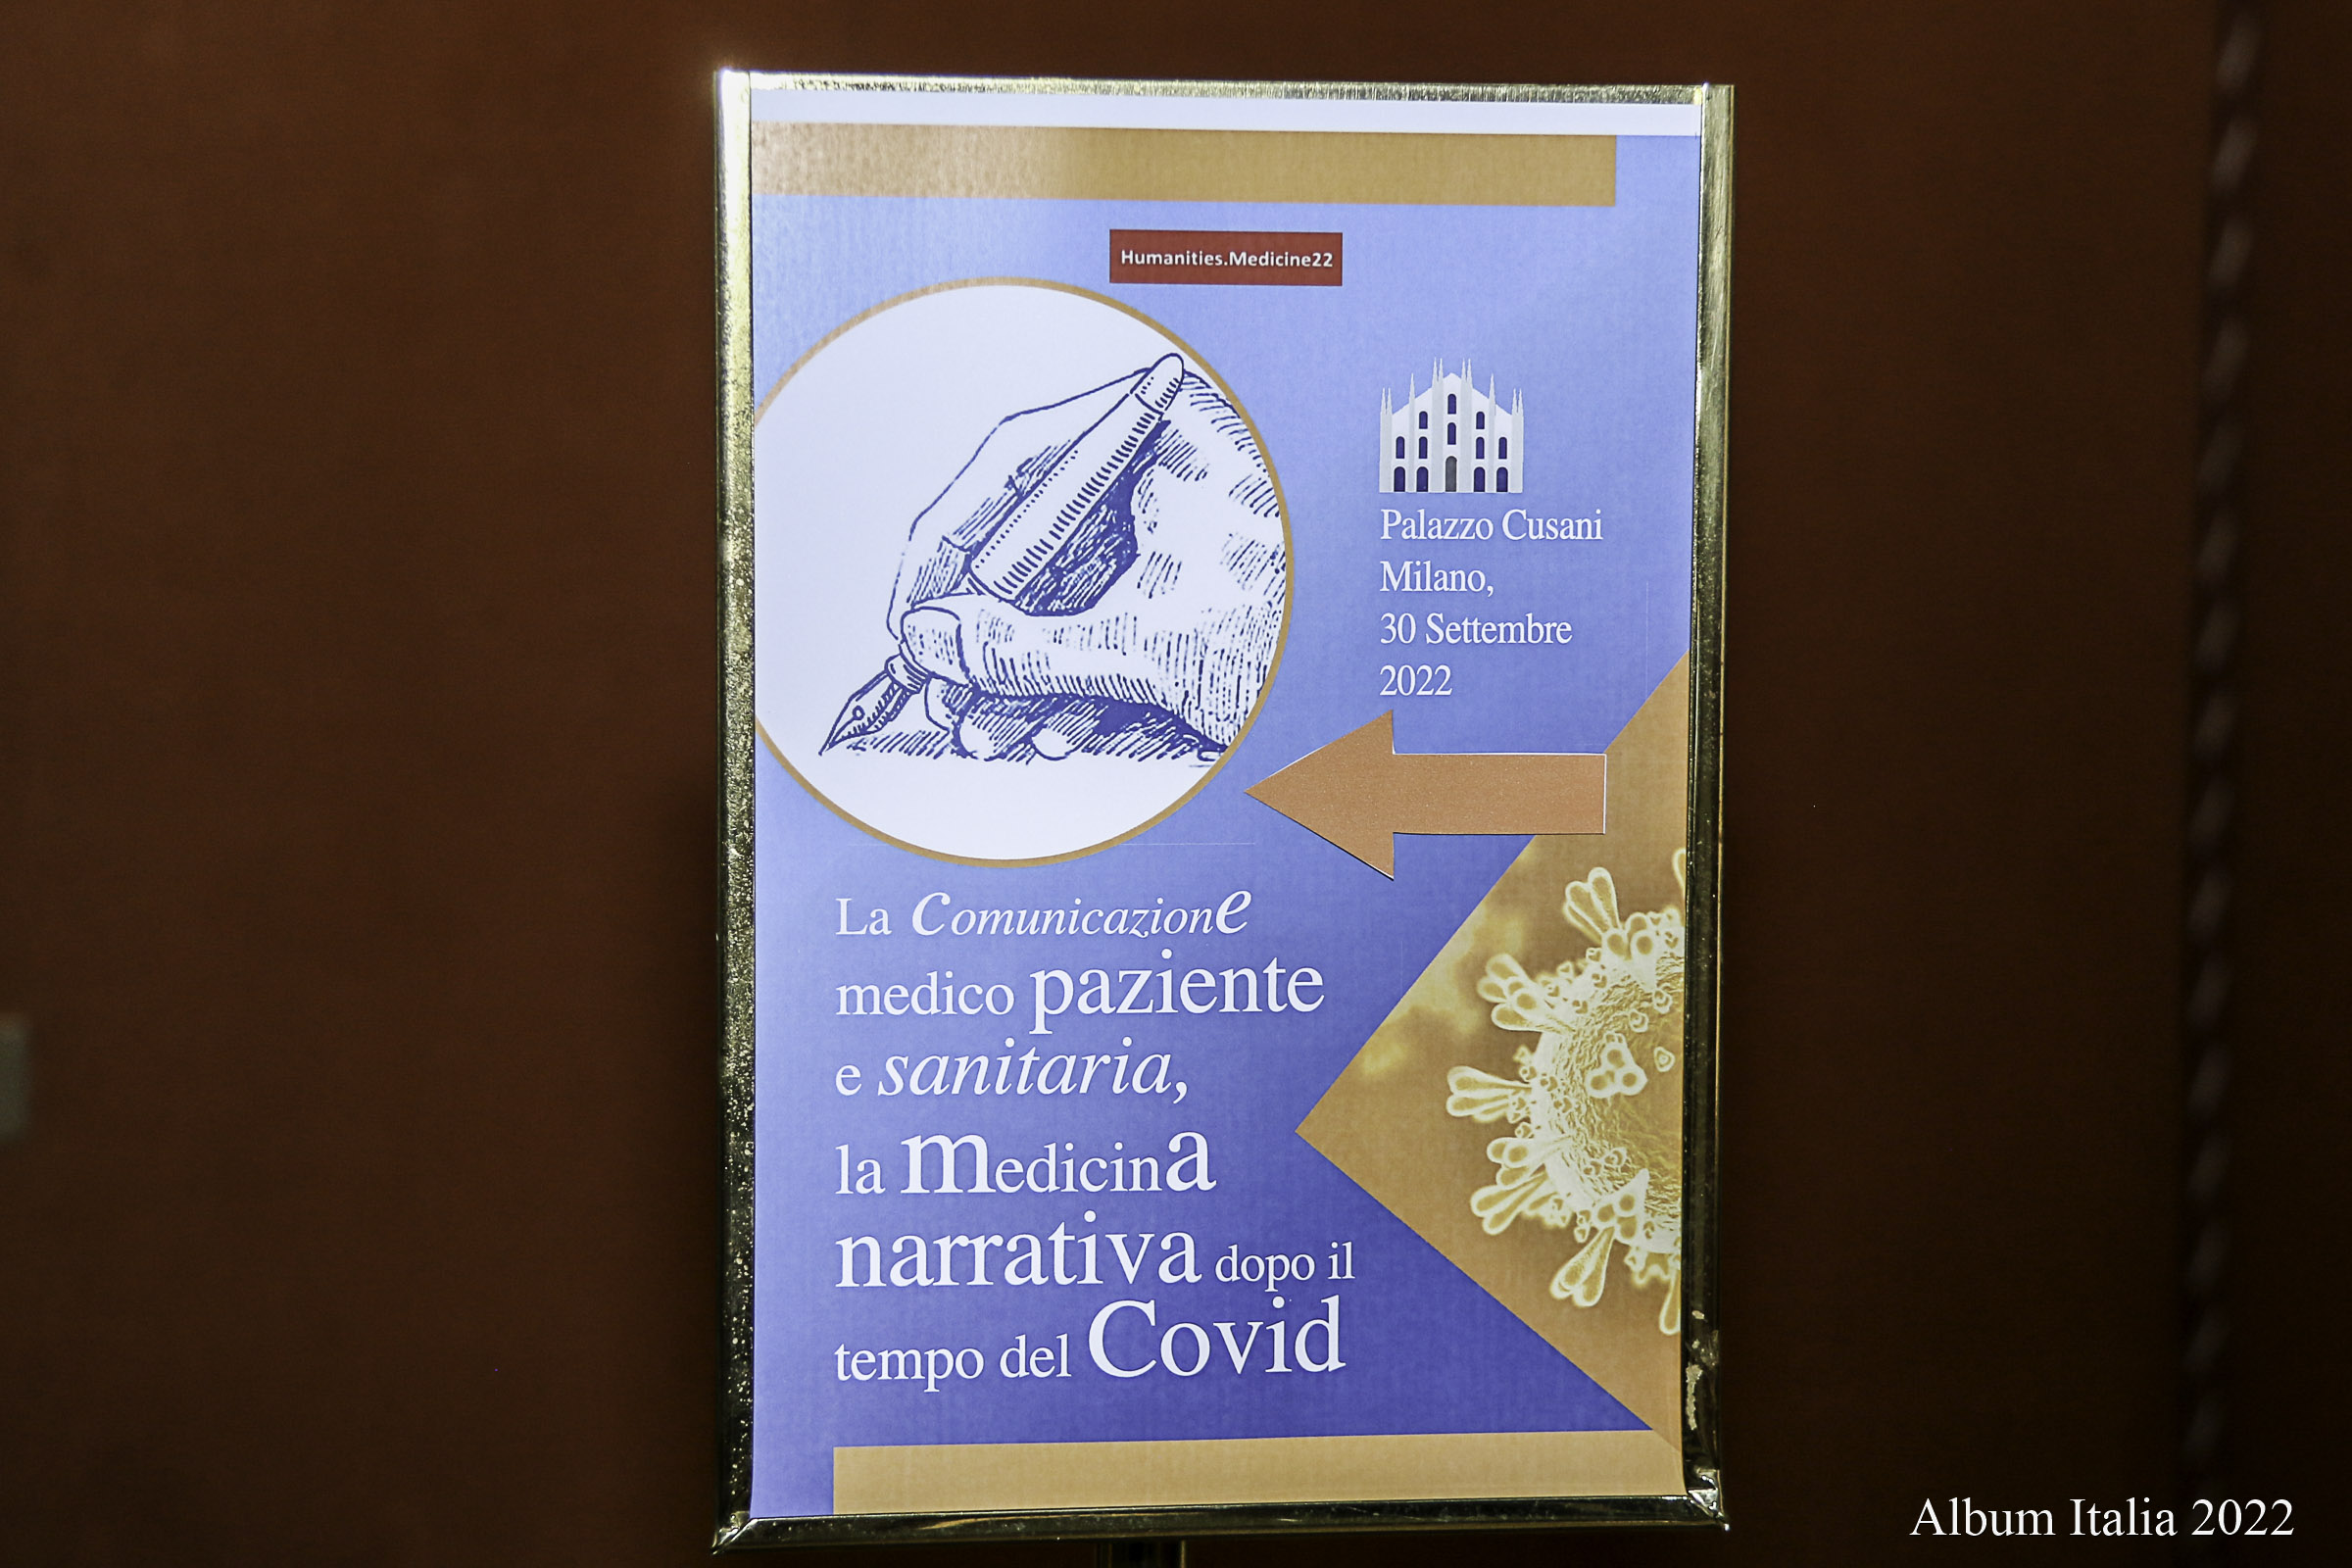 Humanities.Medicine22
Palazzo Cusani
Milano,
30 Settembre
2022
La Comunicazione
medico paziente
e sanitaria,
la medicina
narrativa dopo il
tempo del Covid
Album Italia 2022